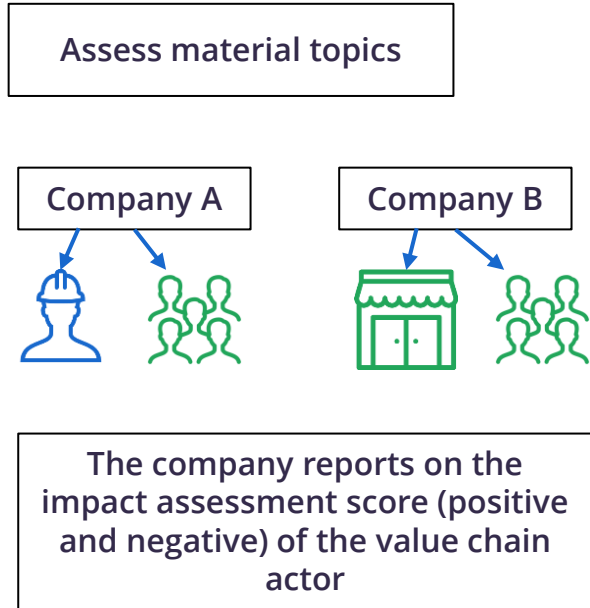 Assess material topics
Company A
Company B
The company reports on the
impact assessment score (positive
and negative) of the value chain
actor